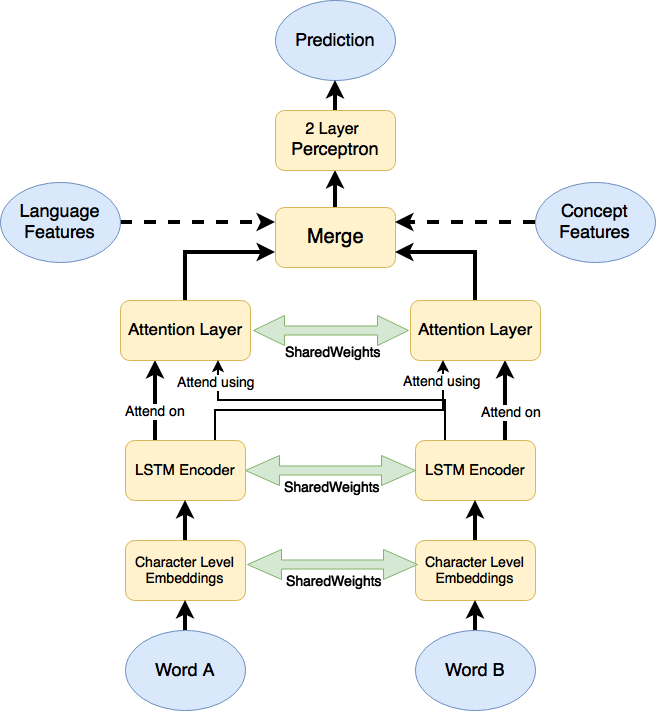 Prediction
2 Layer
Perceptron
Language
Features
Merge
Concept
Features
Attention Layer
SharedWeights
Attention Layer
Attend using
Attend using
Attend on
Attend on
LSTM Encoder
SharedWeights
LSTM Encoder
Character Level
Embeddings
SharedWeights
Character Level
Embeddings
Word A
Word B